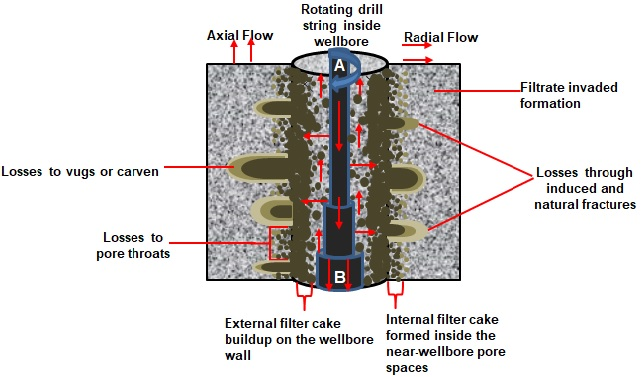 Rotating drill
string inside
wellbore
Axial Flow
Radial Flow
A
Filtrate invaded
formation
Losses to vugs or carven
Losses through
induced and
natural fractures
Losses to
pore throats
B
External filter cake
buildup on the wellbore
wall
Internal filter cake
formed inside the
near-wellbore pore
spaces